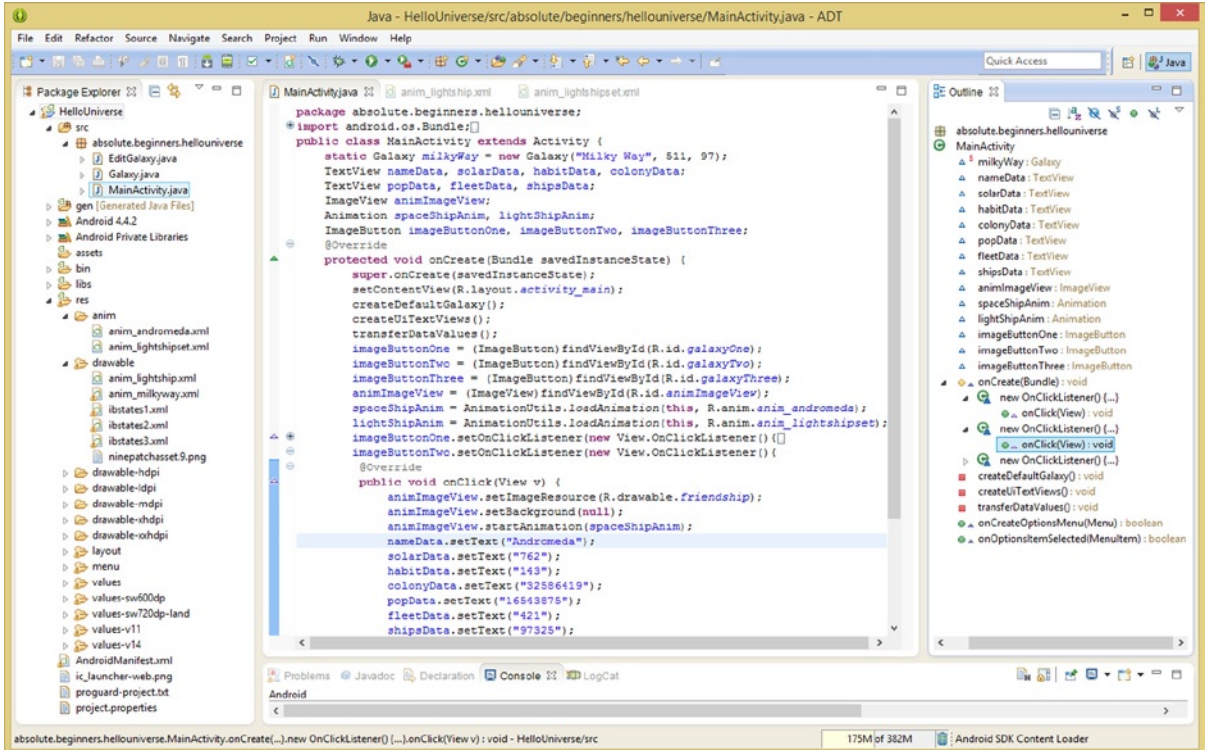 Java - HelloUniverse/src/absolute/beginners/hellouniverse/MainActivity.java - ADT
File Edit Refactor Source Navigate Search Project Run Window Help
Quick Access
Java
Package Explorer
HelloUniverse
src
absolute.beginners.hellouniverse
EditGalaxy.java
Galaxy.java
MainActivity.java
gen [Generated Java Files]
Android 4.4.2
Android Private Libraries
assets
bin
libs
res
anim
anim_andromeda.xml
anim_lightshipset.xml
drawable
anim_lightship.xml
anim_milkyway.xml
ibstates1.xml
ibstates2.xml
ibstates3.xml
ninepatchasset.9.png
drawable-hdpi
drawable-ldpi
drawable-mdpi
drawable-xhdpi
drawable-xxhdpi
layout
menu
values
values-sw600dp
values-sw720dp-land
values-v11
values-v14
AndroidManifest.xml
ic_launcher-web.png
proguard-project.txt
project.properties
MainActivity.java anim_lightship.xml anim_lightshipset.xml
package absolute.beginners.hellouniverse;
import android.os.Bundle;
public class MainActivity extends Activity {
static Galaxy milkyWay = new Galaxy("Milky Way", 511, 97);
TextView nameData, solarData, habitData, colonyData;
TextView popData, fleetData, shipsData;
ImageView animImageView;
Animation spaceShipAnim, lightShipAnim;
ImageButton imageButtonOne, imageButtonTwo, imageButtonThree;
@Override
protected void onCreate(Bundle savedInstanceState) {
super.onCreate(savedInstanceState);
setContentView(R.layout.activity_main);
createDefaultGalaxy();
createUiTextViews();
transferDataValues();
imageButtonOne = (ImageButton)findViewById(R.id.galaxyOne);
imageButtonTwo = (ImageButton)findViewById(R.id.galaxyTwo);
imageButtonThree = (ImageButton)findViewById(R.id.galaxyThree);
animImageView = (ImageView)findViewById(R.id.animImageView);
spaceShipAnim = AnimationUtils.loadAnimation(this, R.anim.anim_andromeda);
lightShipAnim = AnimationUtils.loadAnimation(this, R.anim.anim_lightshipset);
imageButtonOne.setOnClickListener(new View.OnClickListener(){
imageButtonTwo.setOnClickListener(new View.OnClickListener(){
@Override
public void onClick(View v) {
animImageView.setImageResource(R.drawable.friendship);
animImageView.setBackground(null);
animImageView.startAnimation(spaceShipAnim);
nameData.setText("Andromeda");
solarData.setText("762");
habitData.setText("143");
colonyData.setText("32586419");
popData.setText("16543875");
fleetData.setText("421");
shipsData.setText("97325");
Outline
absolute.beginners.hellouniverse
MainActivity
milkyWay : Galaxy
nameData : TextView
solarData : TextView
habitData : TextView
colonyData : TextView
popData : TextView
fleetData : TextView
shipsData : TextView
animImageView : ImageView
spaceShipAnim : Animation
lightShipAnim : Animation
imageButtonOne : ImageButton
imageButtonTwo : ImageButton
imageButtonThree : ImageButton
onCreate(Bundle) : void
new OnClickListener() {...}
onClick(View) : void
new OnClickListener() {...}
onClick(View) : void
new OnClickListener() {...}
createDefaultGalaxy() : void
createUiTextViews() : void
transferDataValues() : void
onCreateOptionsMenu(Menu) : boolean
onOptionsItemSelected(MenuItem) : boolean
Problems Javadoc Declaration Console LogCat
Android
absolute.beginners.hellouniverse.MainActivity.onCreate(...).new OnClickListener() {...}.onClick(View v) : void - HelloUniverse/src
175M of 382M
Android SDK Content Loader